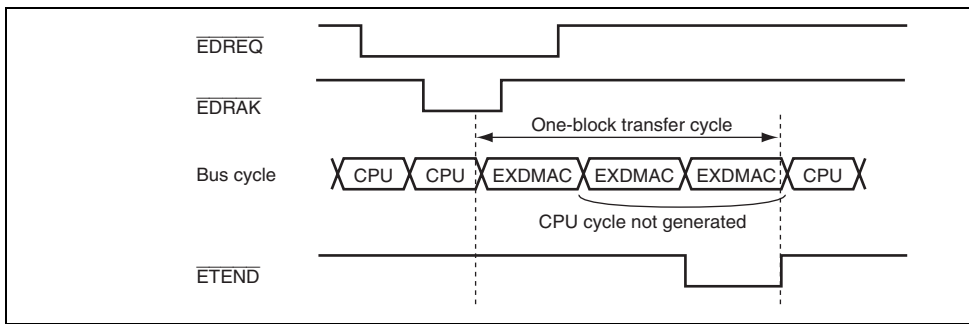 EDREQ
EDRAK
One-block transfer cycle
Bus cycle CPU CPU EXDMAC EXDMAC EXDMAC CPU
CPU cycle not generated
ETEND